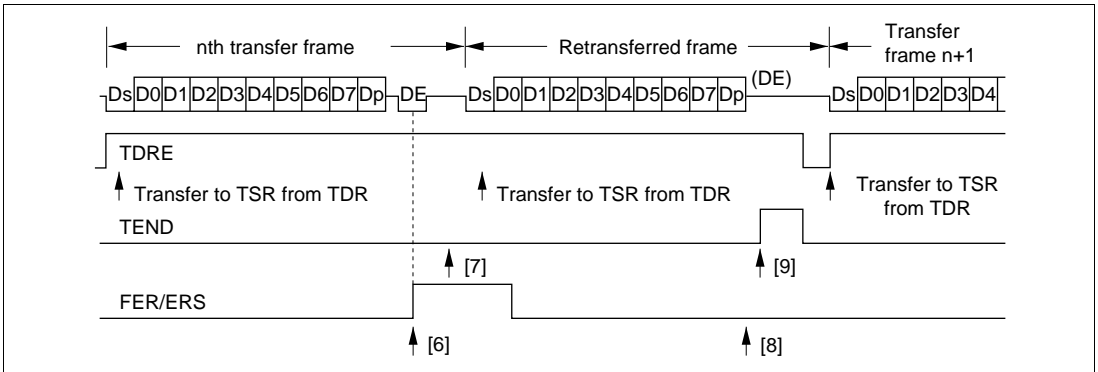 nth transfer frame
Retransferred frame
Transfer
frame n+1
Ds D0 D1 D2 D3 D4 D5 D6 D7 Dp DE
Ds D0 D1 D2 D3 D4 D5 D6 D7 Dp
(DE)
Ds D0 D1 D2 D3 D4
TDRE
Transfer to TSR from TDR
Transfer to TSR from TDR
Transfer to TSR
from TDR
TEND
[7]
[9]
FER/ERS
[6]
[8]